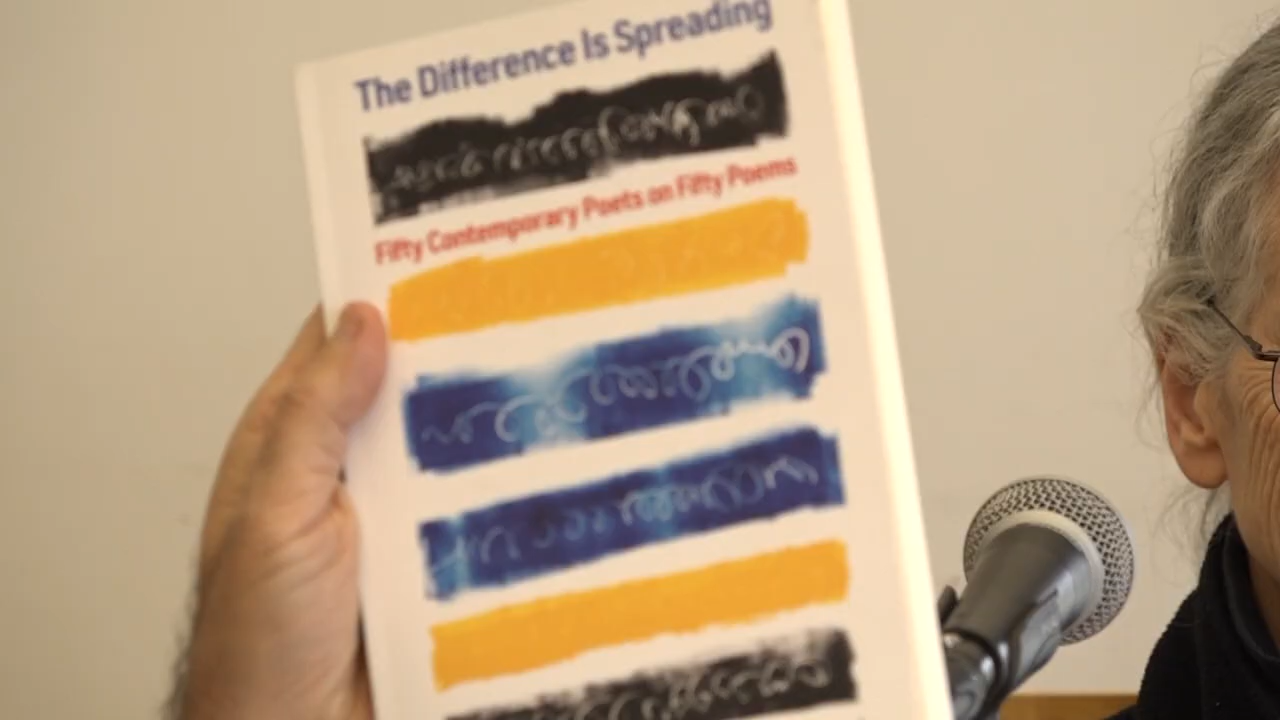 The Difference Is Spreading
Fifty Contemporary Poets on Fifty Poems